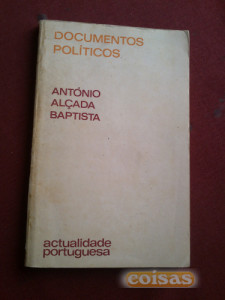 DOCUMENTOS
POLÍTICOS
ANTÓNIO
ALÇADA
BAPTISTA
actualidade
portuguesa
coisas